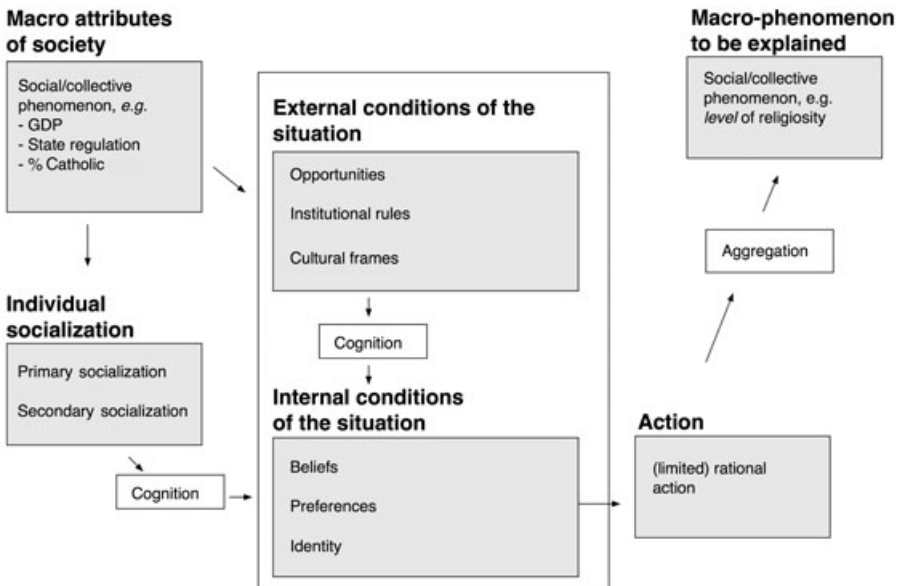 Macro attributes
of society
Social/collective
phenomenon, e.g.
- GDP
- State regulation
- % Catholic
Individual
socialization
Primary socialization
Secondary socialization
Cognition
External conditions of the
situation
Opportunities
Institutional rules
Cultural frames
Cognition
Internal conditions
of the situation
Beliefs
Preferences
Identity
Action
(limited) rational
action
Aggregation
Macro-phenomenon
to be explained
Social/collective
phenomenon, e.g.
level of religiosity